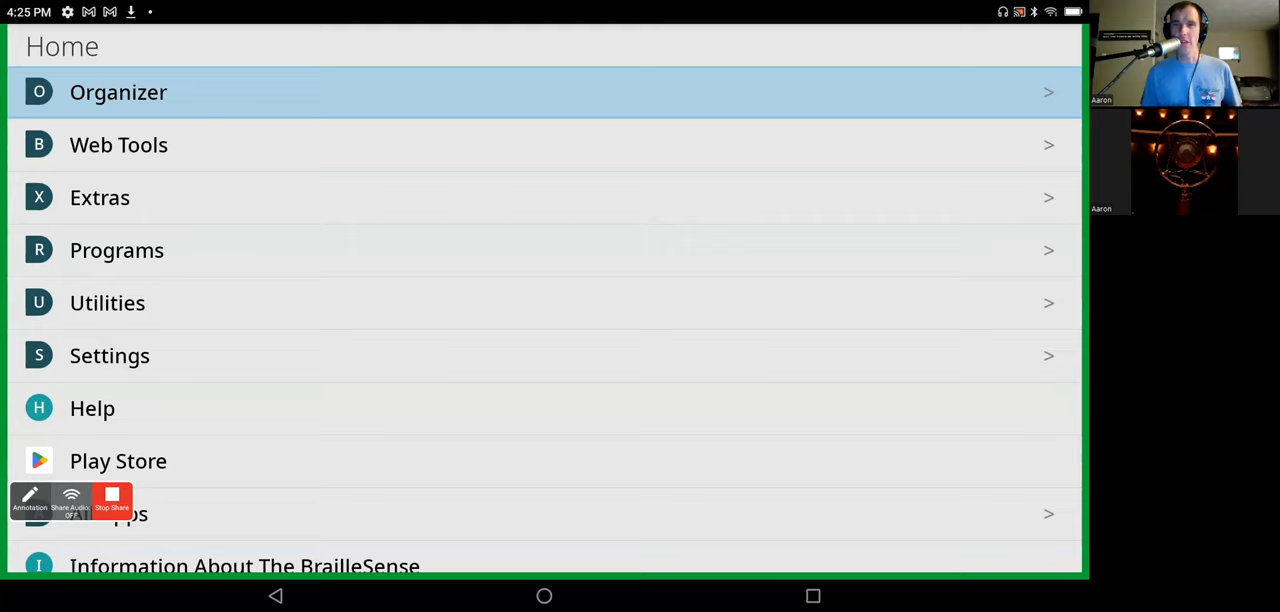 4:25 PM
Home
O Organizer >
B Web Tools >
X Extras >
R Programs >
U Utilities >
S Settings >
H Help
Play Store
Annotation Share Audio: OFF Stop Share
ps >
I Information About The BrailleSense
Aaron
Aaron